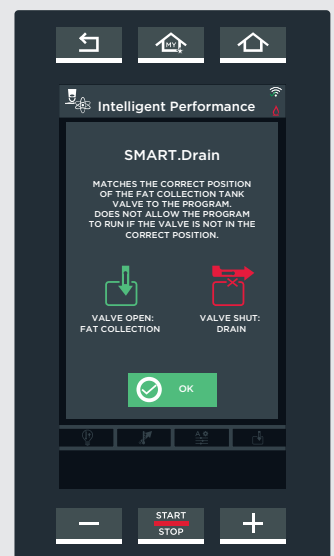 MY
Intelligent Performance
SMART.Drain
MATCHES THE CORRECT POSITION
OF THE FAT COLLECTION TANK
VALVE TO THE PROGRAM.
DOES NOT ALLOW THE PROGRAM
TO RUN IF THE VALVE IS NOT IN THE
CORRECT POSITION.
VALVE OPEN:
FAT COLLECTION
VALVE SHUT:
DRAIN
OK
START
STOP